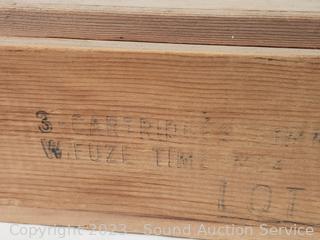 3-CARTRIDGES
W/FUZE TIME
LOT
Copyright 2023 - Sound Auction Service